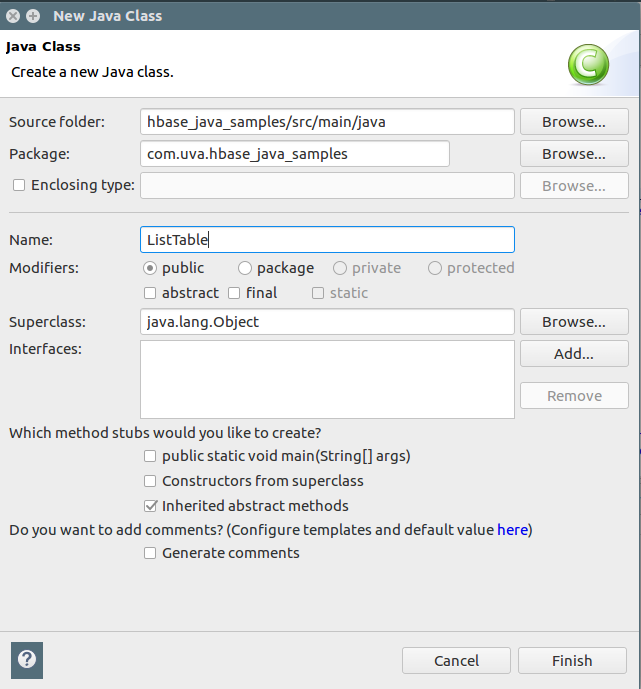 New Java Class
Java Class
Create a new Java class.
C
Source folder: hbase_java_samples/src/main/java Browse...
Package: com.uva.hbase_java_samples Browse...
Enclosing type: Browse...
Name: ListTable
Modifiers: public package private protected
abstract final static
Superclass: java.lang.Object Browse...
Interfaces: Add...
Remove
Which method stubs would you like to create?
public static void main(String[] args)
Constructors from superclass
Inherited abstract methods
Do you want to add comments? (Configure templates and default value here)
Generate comments
? Cancel Finish